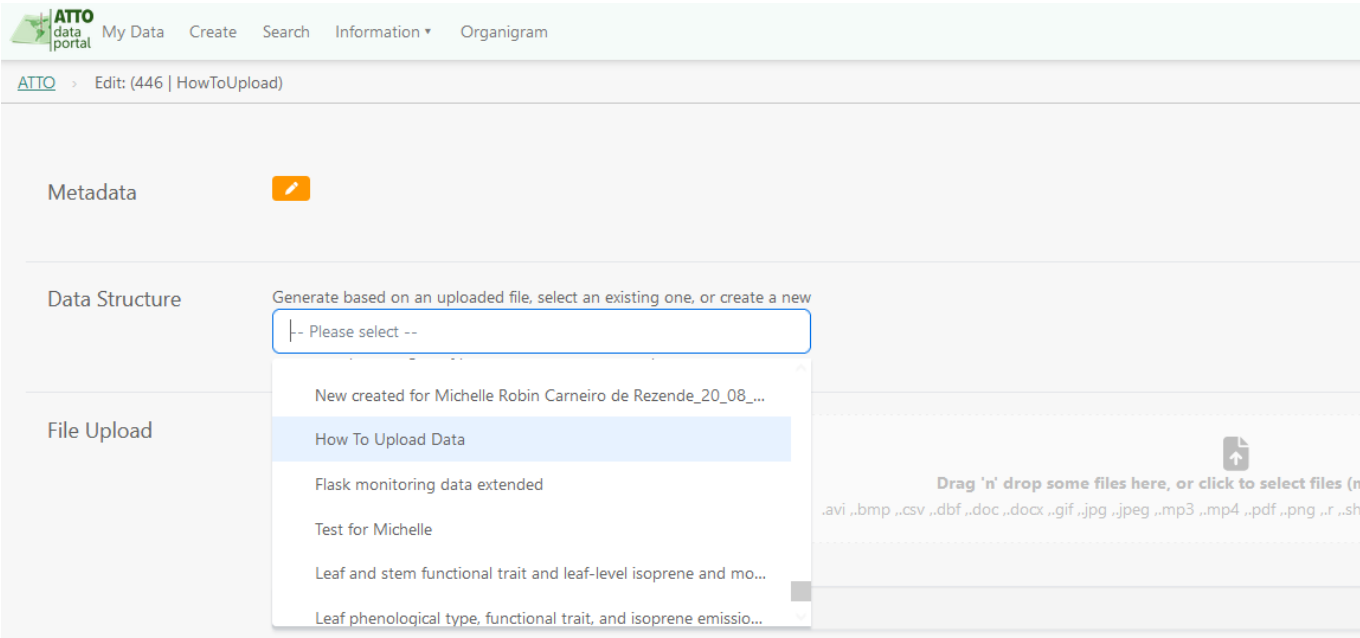 ATTO
data
portal
My Data Create Search Information ▾ Organigram
ATTO › Edit: (446 | HowToUpload)
Metadata
Data Structure
Generate based on an uploaded file, select an existing one, or create a new
-- Please select --
New created for Michelle Robin Carneiro de Rezende_20_08_...
How To Upload Data
File Upload
Flask monitoring data extended
Test for Michelle
Leaf and stem functional trait and leaf-level isoprene and mo...
Leaf phenological type, functional trait, and isoprene emissio...
Drag 'n' drop some files here, or click to select files (m
.avi ,.bmp ,.csv ,.dbf ,.doc ,.docx ,.gif ,.jpg ,.jpeg ,.mp3 ,.mp4 ,.pdf ,.png ,.r ,.sh